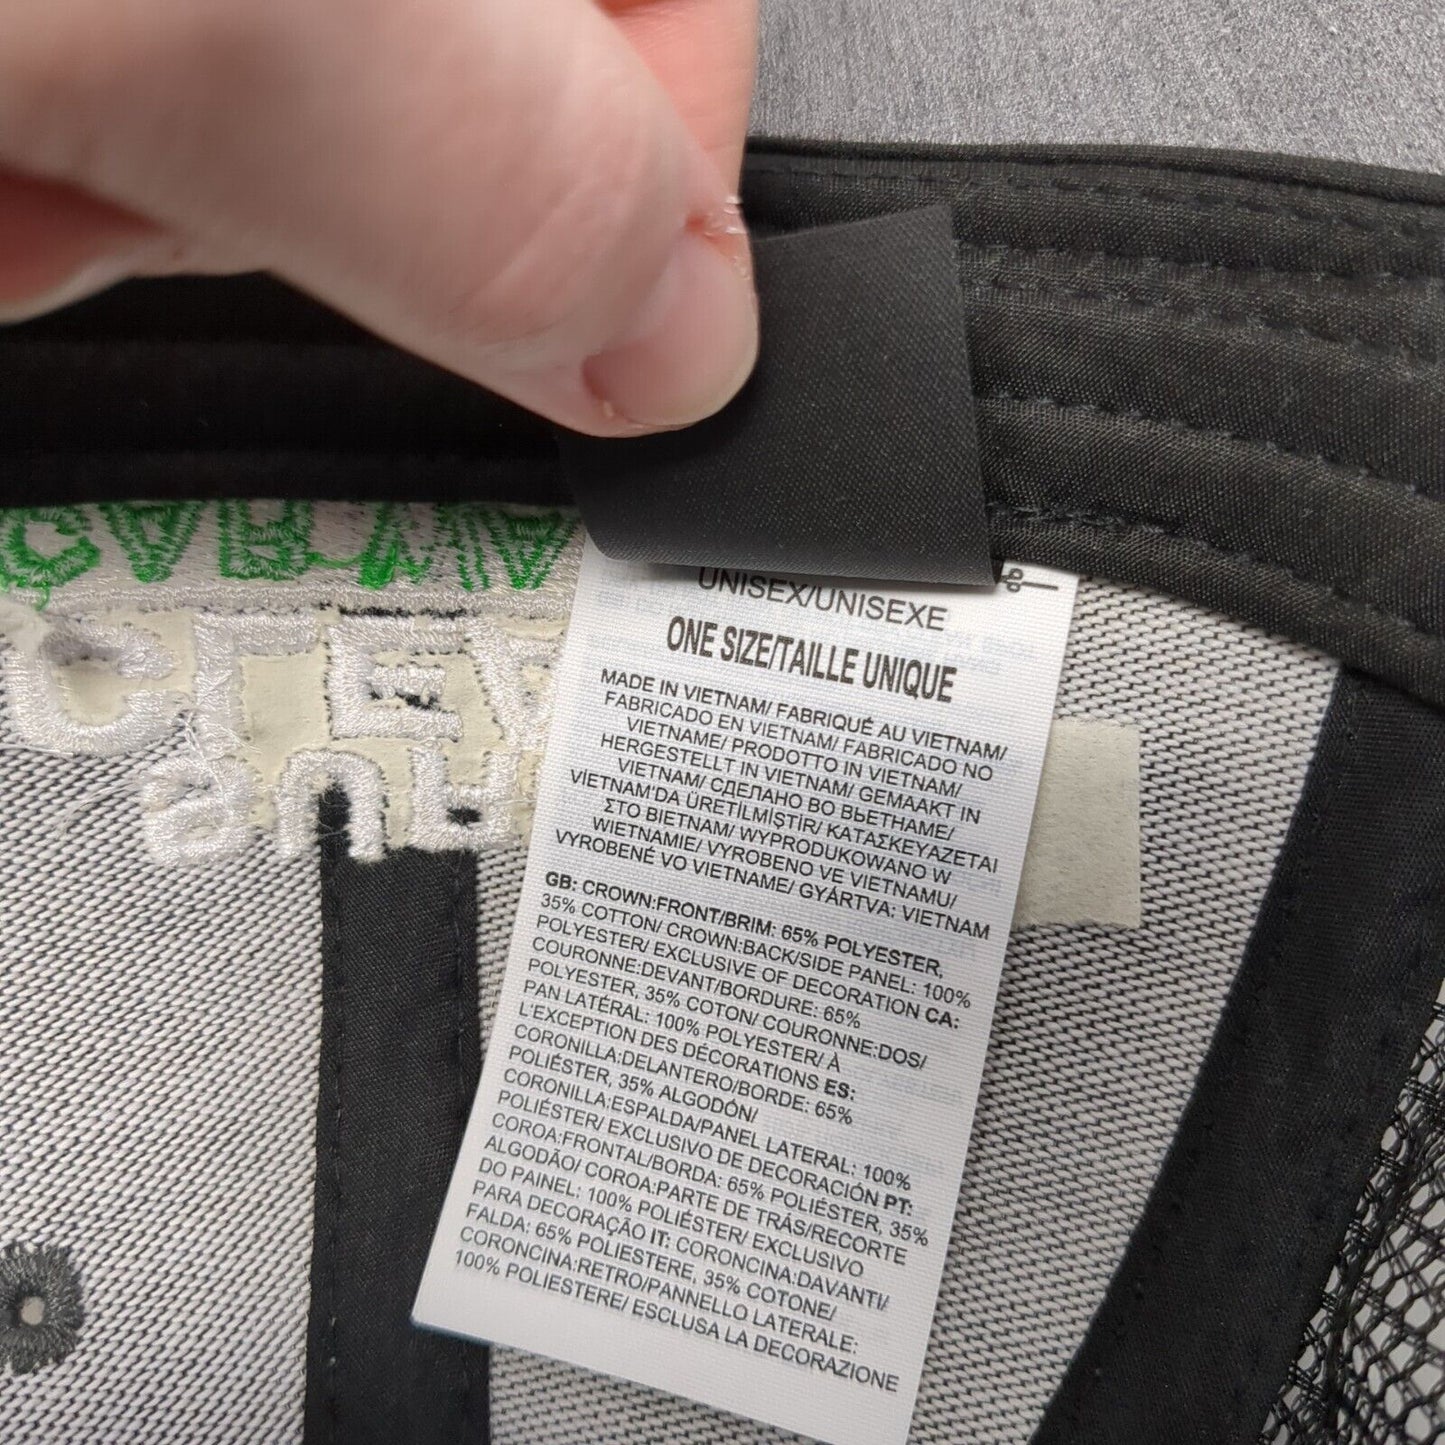 UNISEX/UNISEXE
ONE SIZE/TAILLE UNIQUE
MADE IN VIETNAM/ FABRIQUÉ AU VIETNAM/
FABRICADO EN VIETNAM/ FABRICADO NO
VIETNAME/ PRODOTTO IN VIETNAM/
HERGESTELLT IN VIETNAM/ GEMAAKT IN
VIETNAM/ СДЕЛАНО ВО ВЬЕТНАМЕ/
VİETNAM'DA ÜRETİLMİŞTİR/ ΚΑΤΑΣΚΕΥΑΖΕΤΑΙ
ΣΤΟ ΒΙΕΤΝΑΜ/ WYPRODUKOWANO W
WIETNAMIE/ VYROBENO VE VIETNAMU/
VYROBENÉ VO VIETNAME/ GYÁRTVA: VIETNAM
GB: CROWN:FRONT/BRIM: 65% POLYESTER,
35% COTTON/ CROWN:BACK/SIDE PANEL: 100%
POLYESTER/ EXCLUSIVE OF DECORATION CA:
COURONNE:DEVANT/BORDURE: 65%
POLYESTER, 35% COTON/ COURONNE:DOS/
PAN LATÉRAL: 100% POLYESTER/ À
L'EXCEPTION DES DÉCORATIONS ES:
CORONILLA:DELANTERO/BORDE: 65%
POLIÉSTER, 35% ALGODÓN/
CORONILLA:ESPALDA/PANEL LATERAL: 100%
POLIÉSTER/ EXCLUSIVO DE DECORACIÓN PT:
COROA:FRONTAL/BORDA: 65% POLIÉSTER, 35%
ALGODÃO/ COROA:PARTE DE TRÁS/RECORTE
DO PAINEL: 100% POLIÉSTER/ EXCLUSIVO
PARA DECORAÇÃO IT: CORONCINA:DAVANTI/
FALDA: 65% POLIESTERE, 35% COTONE/
CORONCINA:RETRO/PANNELLO LATERALE:
100% POLIESTERE/ ESCLUSA LA DECORAZIONE